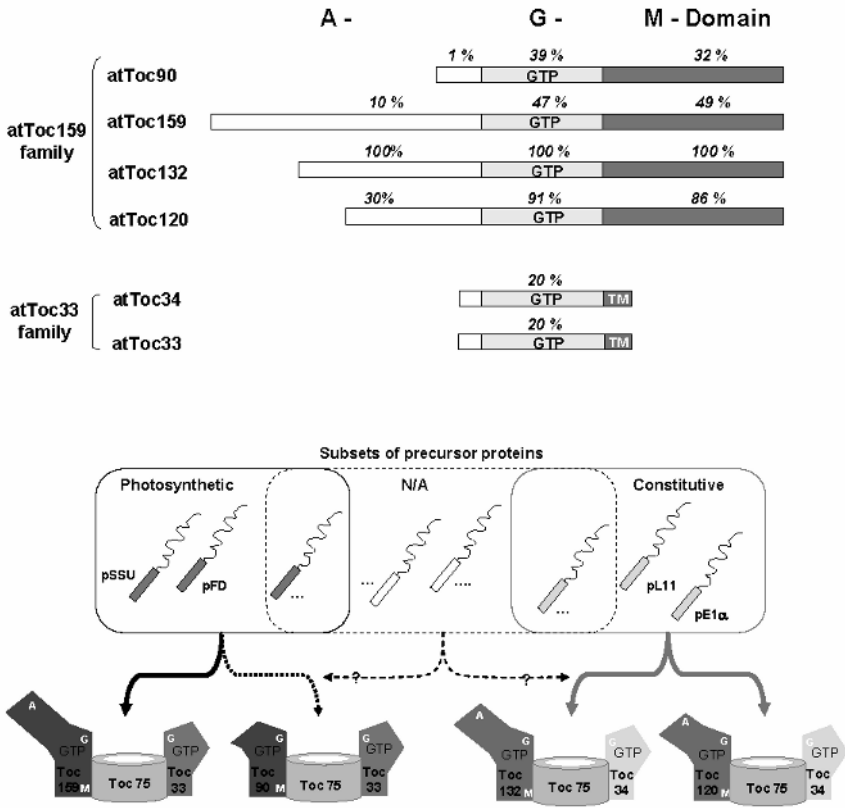 A -
G -
M - Domain
1 %
39 %
32 %
atToc90
GTP
10 %
47 %
49 %
atToc159
GTP
atToc159
family
100%
100 %
100 %
atToc132
GTP
30%
91 %
86 %
atToc120
GTP
20 %
atToc34
GTP
TM
atToc33
family
20 %
atToc33
GTP
TM
Subsets of precursor proteins
Photosynthetic
N/A
Constitutive
pSSU
pFD
...
...
....
...
pL11
pE1α
?
?
A
G
GTP
Toc
159
M
Toc 75
G
GTP
Toc
33
G
GTP
Toc
90
M
Toc 75
G
GTP
Toc
33
A
G
GTP
Toc
132
M
Toc 75
G
GTP
Toc
34
A
G
GTP
Toc
120
M
Toc 75
G
GTP
Toc
34